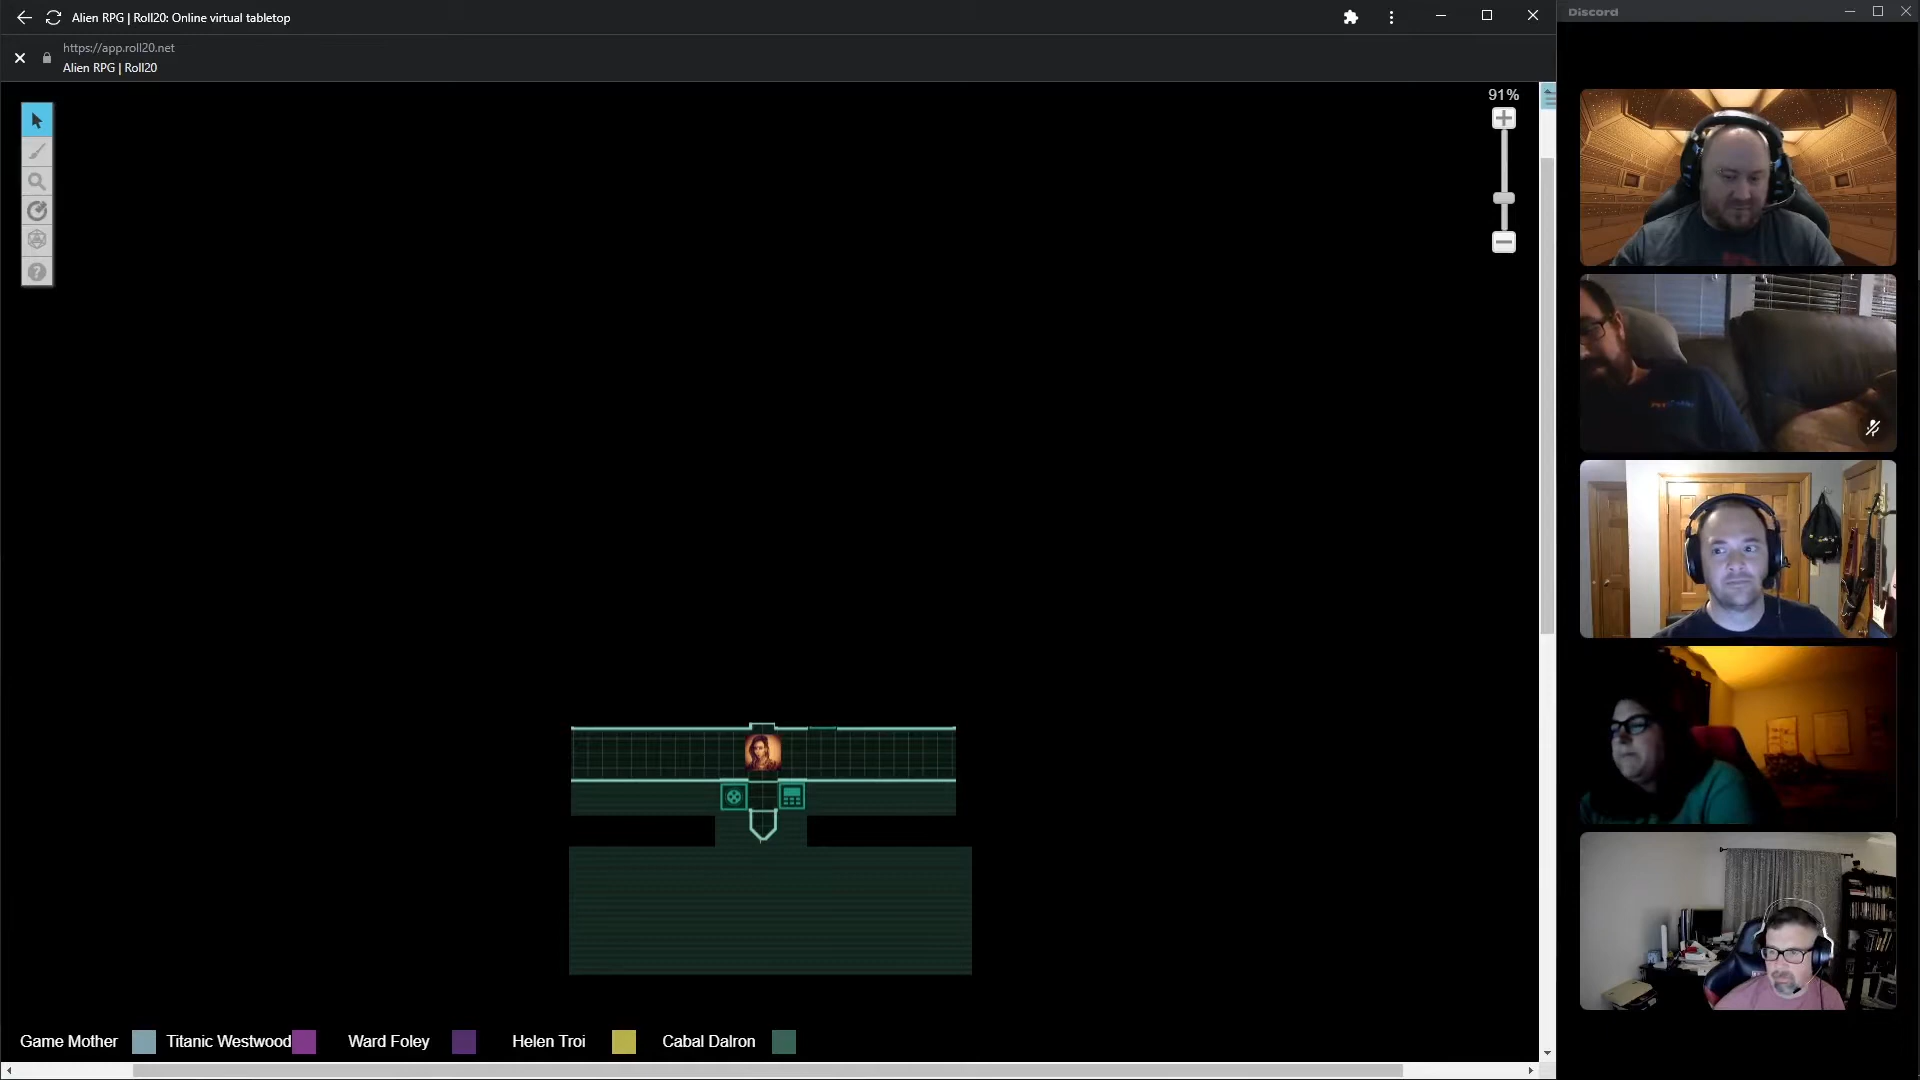 Alien RPG | Roll20: Online virtual tabletop
Discord
https://app.roll20.net
Alien RPG | Roll20
91%
Game Mother
Titanic Westwood
Ward Foley
Helen Troi
Cabal Dalron